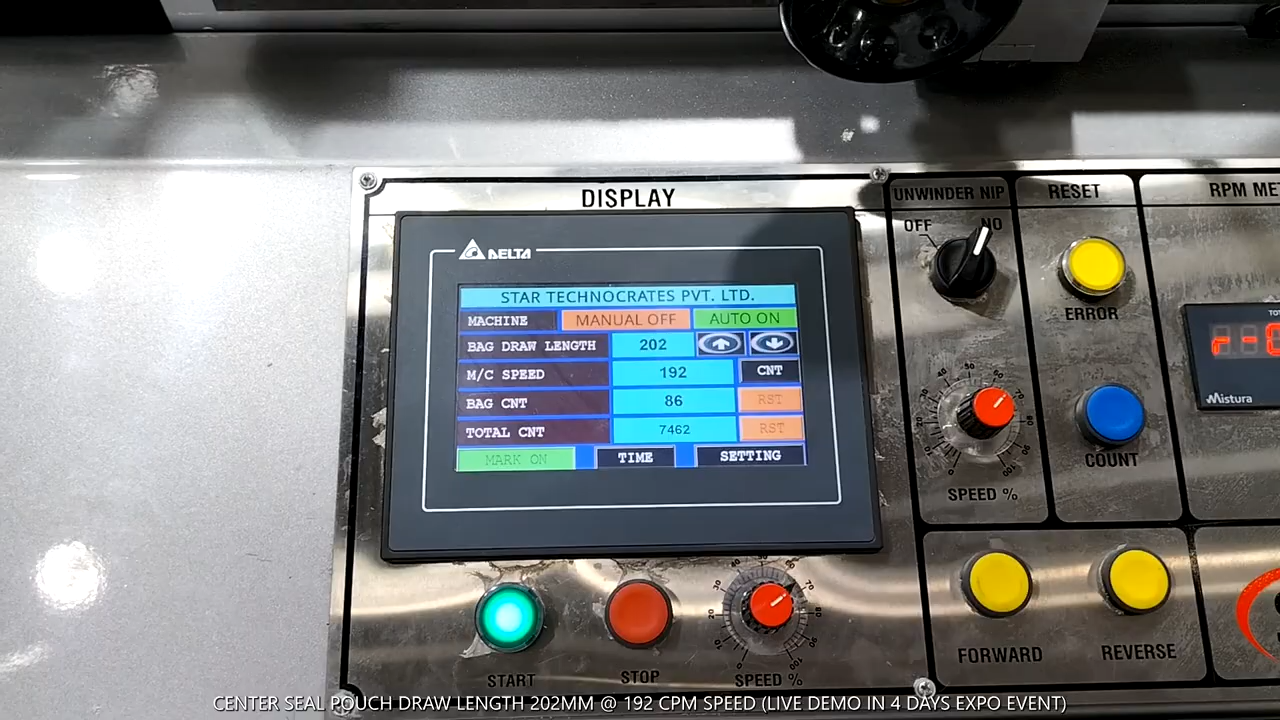 DISPLAY
UNWINDER NIP
RESET
OFF
NO
DELTA
STAR TECHNOCRATES PVT. LTD.
MACHINE
MANUAL OFF
AUTO ON
BAG DRAW LENGTH
202
M/C SPEED
192
CNT
BAG CNT
86
RST
TOTAL CNT
7462
RST
MARK ON
TIME
SETTING
ERROR
Mistura
COUNT
SPEED %
START
STOP
SPEED %
FORWARD
REVERSE
CENTER SEAL POUCH DRAW LENGTH 202MM @ 192 CPM SPEED (LIVE DEMO IN 4 DAYS EXPO EVENT)